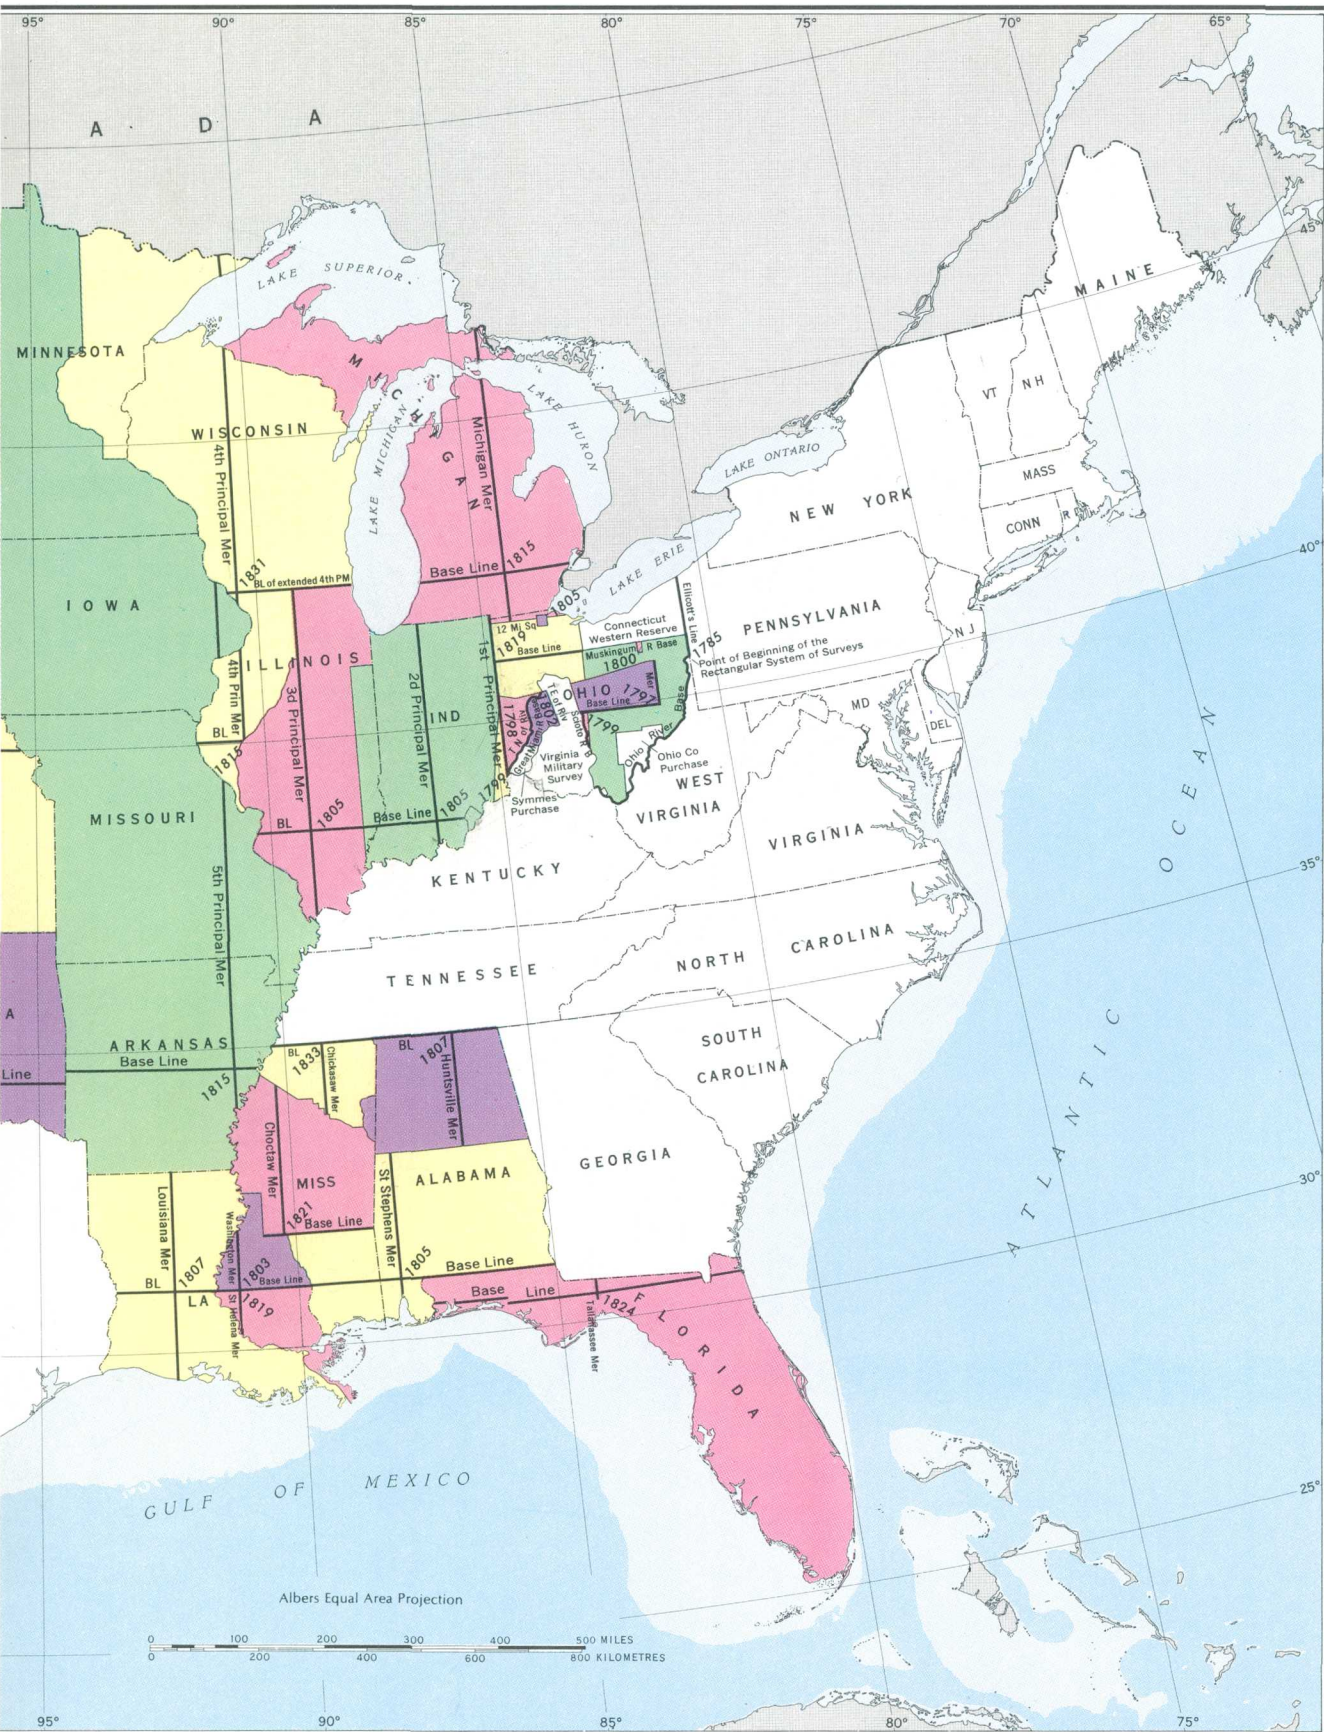 95°
90°
85°
80°
75°
70°
65°
A D A
45°
LAKE SUPERIOR
MAINE
MINNESOTA
MICHIGAN
VT
NH
LAKE HURON
WISCONSIN
4th Principal Mer
LAKE MICHIGAN
Michigan Mer
LAKE ONTARIO
MASS
NEW YORK
CONN
R I
40°
1831
BL of extended 4th PM
Base Line
1815
LAKE ERIE
IOWA
1805
12 Mi Sq
1819
Base Line
Connecticut
Western Reserve
Ellicott's Line
1785
PENNSYLVANIA
NJ
Point of Beginning of the
Rectangular System of Surveys
Muskingum R Base
1800
4th Prin Mer
ILLINOIS
3d Principal Mer
2d Principal Mer
IND
1st Principal Mer
OHIO
1797
Mer
Base Line
1798
1802
Scioto R B
1799
Base
Ohio River
MD
DEL
BL
1815
Great Miami R
Virginia
Military
Survey
Ohio Co
Purchase
WEST
VIRGINIA
1799
Symmes
Purchase
MISSOURI
BL
1805
Base Line
1805
VIRGINIA
OCEAN
35°
KENTUCKY
5th Principal Mer
NORTH CAROLINA
TENNESSEE
A
SOUTH
CAROLINA
ATLANTIC
ARKANSAS
Base Line
Line
1815
BL
1833
Chickasaw Mer
BL
1807
Huntsville Mer
Choctaw Mer
GEORGIA
30°
MISS
1821
Base Line
St Stephens Mer
ALABAMA
Louisiana Mer
Washington Mer
1807
BL
1803
Base Line
1805
Base Line
LA
1819
St Helena Mer
Base Line
1824
Tallahassee Mer
FLORIDA
GULF OF MEXICO
25°
Albers Equal Area Projection
0 100 200 300 400 500 MILES
0 200 400 600 800 KILOMETRES
95°
90°
85°
80°
75°